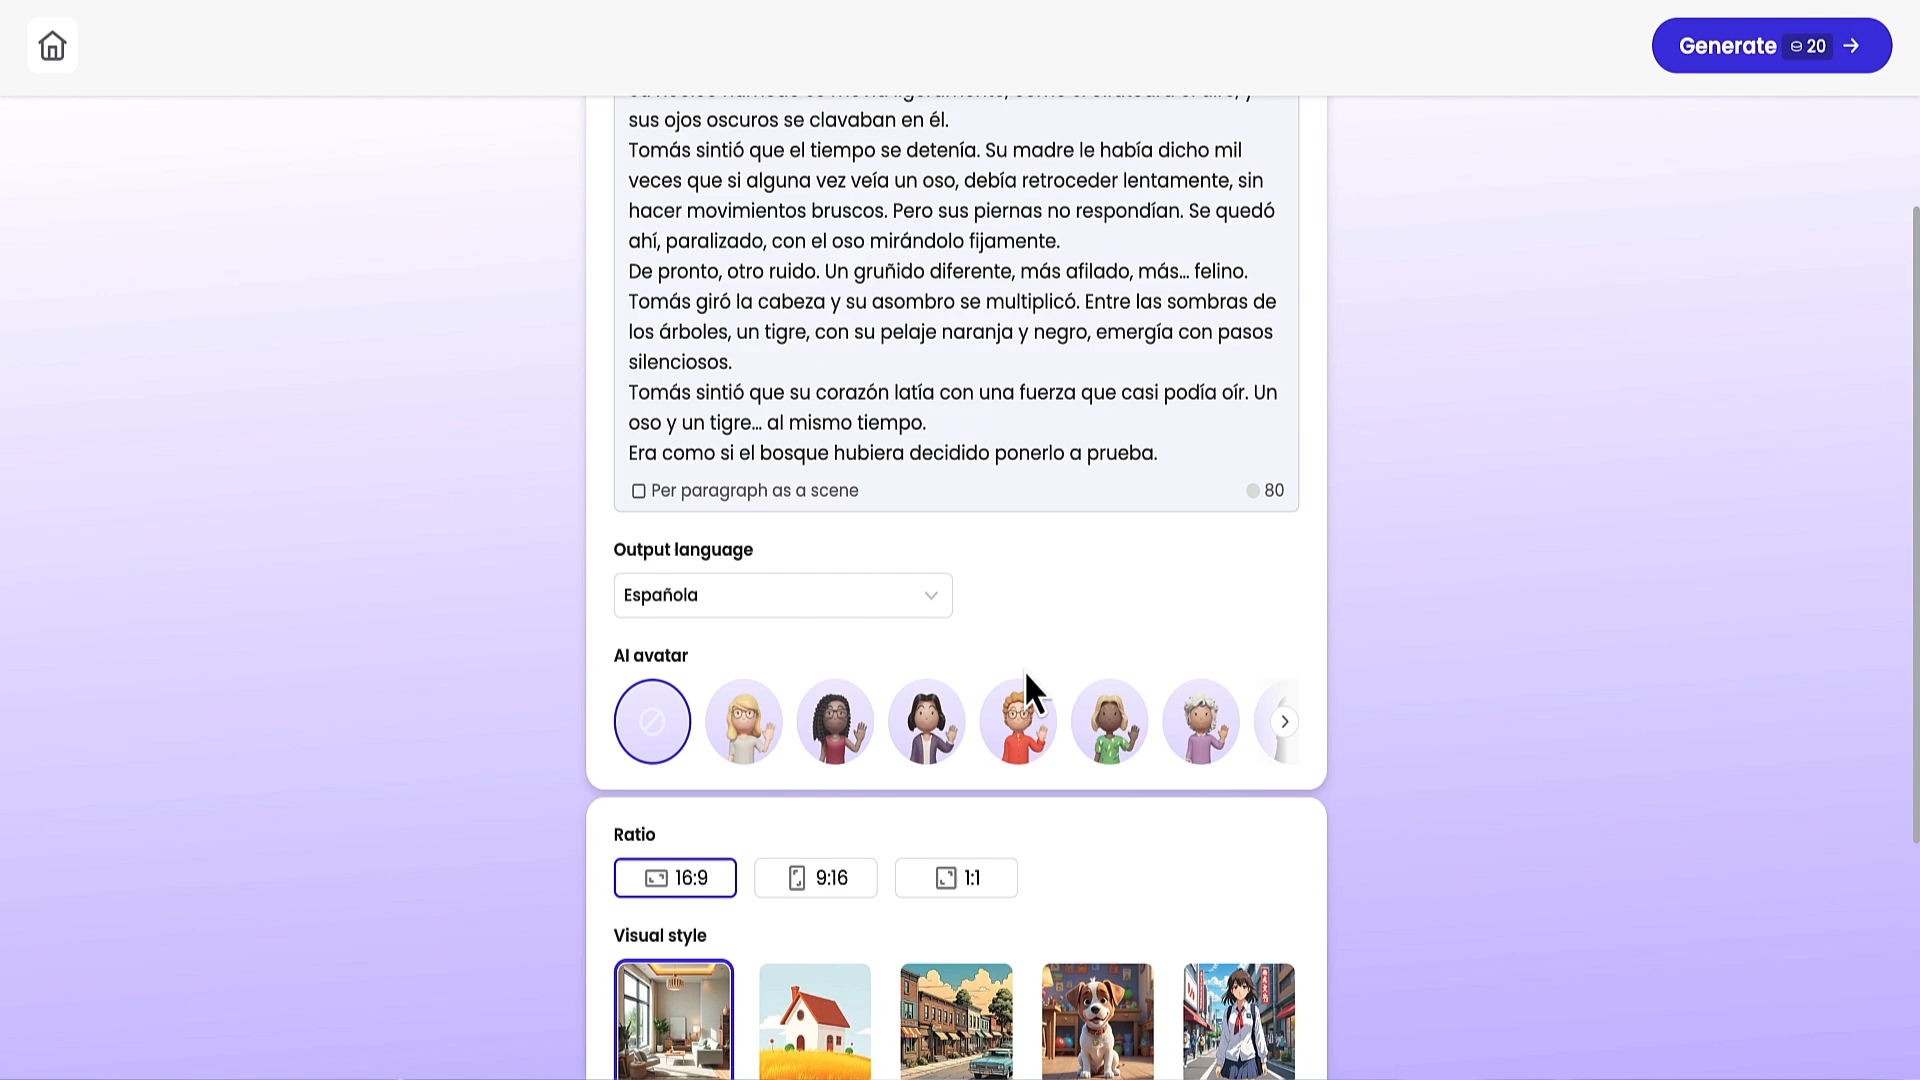 Generate 20
sus ojos oscuros se clavaban en él.
Tomás sintió que el tiempo se detenía. Su madre le había dicho mil
veces que si alguna vez veía un oso, debía retroceder lentamente, sin
hacer movimientos bruscos. Pero sus piernas no respondían. Se quedó
ahí, paralizado, con el oso mirándolo fijamente.
De pronto, otro ruido. Un gruñido diferente, más afilado, más... felino.
Tomás giró la cabeza y su asombro se multiplicó. Entre las sombras de
los árboles, un tigre, con su pelaje naranja y negro, emergía con pasos
silenciosos.
Tomás sintió que su corazón latía con una fuerza que casi podía oír. Un
oso y un tigre... al mismo tiempo.
Era como si el bosque hubiera decidido ponerlo a prueba.
Per paragraph as a scene 80
Output language
Española
AI avatar
Ratio
16:9 9:16 1:1
Visual style